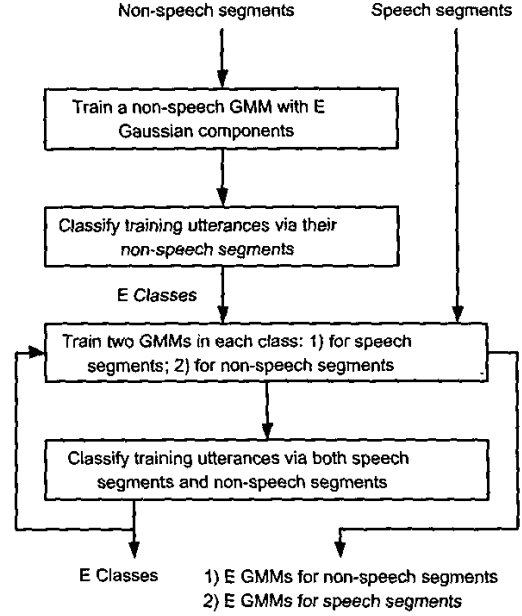 Non-speech segments Speech segments
Train a non-speech GMM with E
Gaussian components
Classify training utterances via their
non-speech segments
E Classes
Train two GMMs in each class: 1) for speech
segments; 2) for non-speech segments
Classify training utterances via both speech
segments and non-speech segments
E Classes
1) E GMMs for non-speech segments
2) E GMMs for speech segments